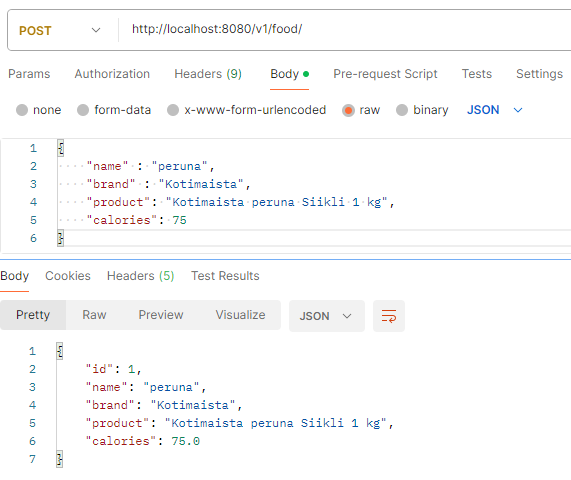 POST http://localhost:8080/v1/food/
Params Authorization Headers (9) Body Pre-request Script Tests Settings
none form-data x-www-form-urlencoded raw binary JSON
1 {
2 "name" : "peruna",
3 "brand" : "Kotimaista",
4 "product": "Kotimaista peruna Siikli 1 kg",
5 "calories": 75
6 }
Body Cookies Headers (5) Test Results
Pretty Raw Preview Visualize JSON
1 {
2 "id": 1,
3 "name": "peruna",
4 "brand": "Kotimaista",
5 "product": "Kotimaista peruna Siikli 1 kg",
6 "calories": 75.0
7 }